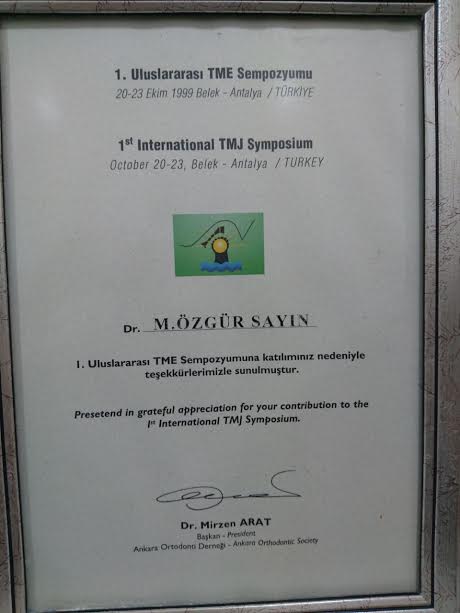 1. Uluslararası TME Sempozyumu
20-23 Ekim 1999 Belek - Antalya / TÜRKİYE
1st International TMJ Symposium
October 20-23, Belek - Antalya / TURKEY
Dr. M.ÖZGÜR SAYIN
1. Uluslararası TME Sempozyumuna katılımınız nedeniyle
teşekkürlerimizle sunulmuştur.
Presetend in grateful appreciation for your contribution to the
1st International TMJ Symposium.
Dr. Mirzen ARAT
Başkan - President
Ankara Ortodonti Derneği - Ankara Orthodontic Society